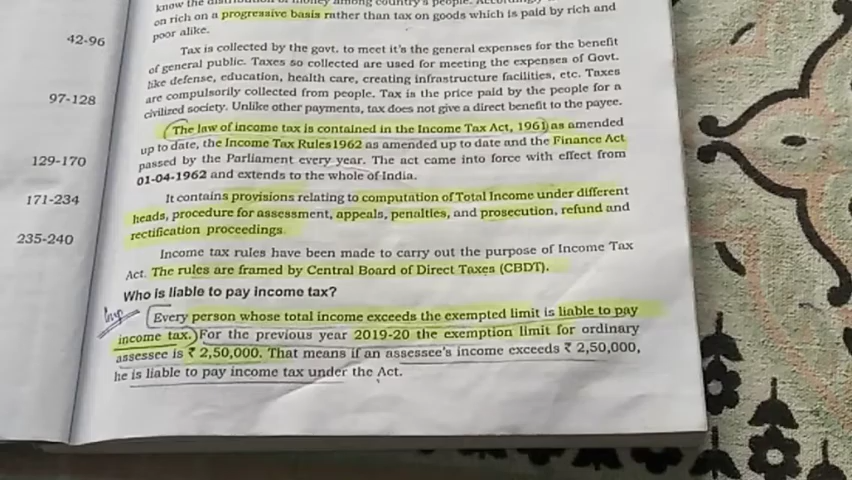 know the distribution of money among country's people. Accordingly
on rich on a progressive basis rather than tax on goods which is paid by rich and
poor alike.
Tax is collected by the govt. to meet it's the general expenses for the benefit
of general public. Taxes so collected are used for meeting the expenses of Govt.
like defense, education, health care, creating infrastructure facilities, etc. Taxes
are compulsorily collected from people. Tax is the price paid by the people for a
civilized society. Unlike other payments, tax does not give a direct benefit to the payee.
The law of income tax is contained in the Income Tax Act, 1961 as amended
up to date, the Income Tax Rules 1962 as amended up to date and the Finance Act
passed by the Parliament every year. The act came into force with effect from
01-04-1962 and extends to the whole of India.
It contains provisions relating to computation of Total Income under different
heads, procedure for assessment, appeals, penalties, and prosecution, refund and
rectification proceedings.
Income tax rules have been made to carry out the purpose of Income Tax
Act. The rules are framed by Central Board of Direct Taxes (CBDT).
Who is liable to pay income tax?
Imp
Every person whose total income exceeds the exempted limit is liable to pay
income tax. For the previous year 2019-20 the exemption limit for ordinary
assessee is ₹ 2,50,000. That means if an assessee's income exceeds ₹ 2,50,000,
he is liable to pay income tax under the Act.
42-96
97-128
129-170
171-234
235-240